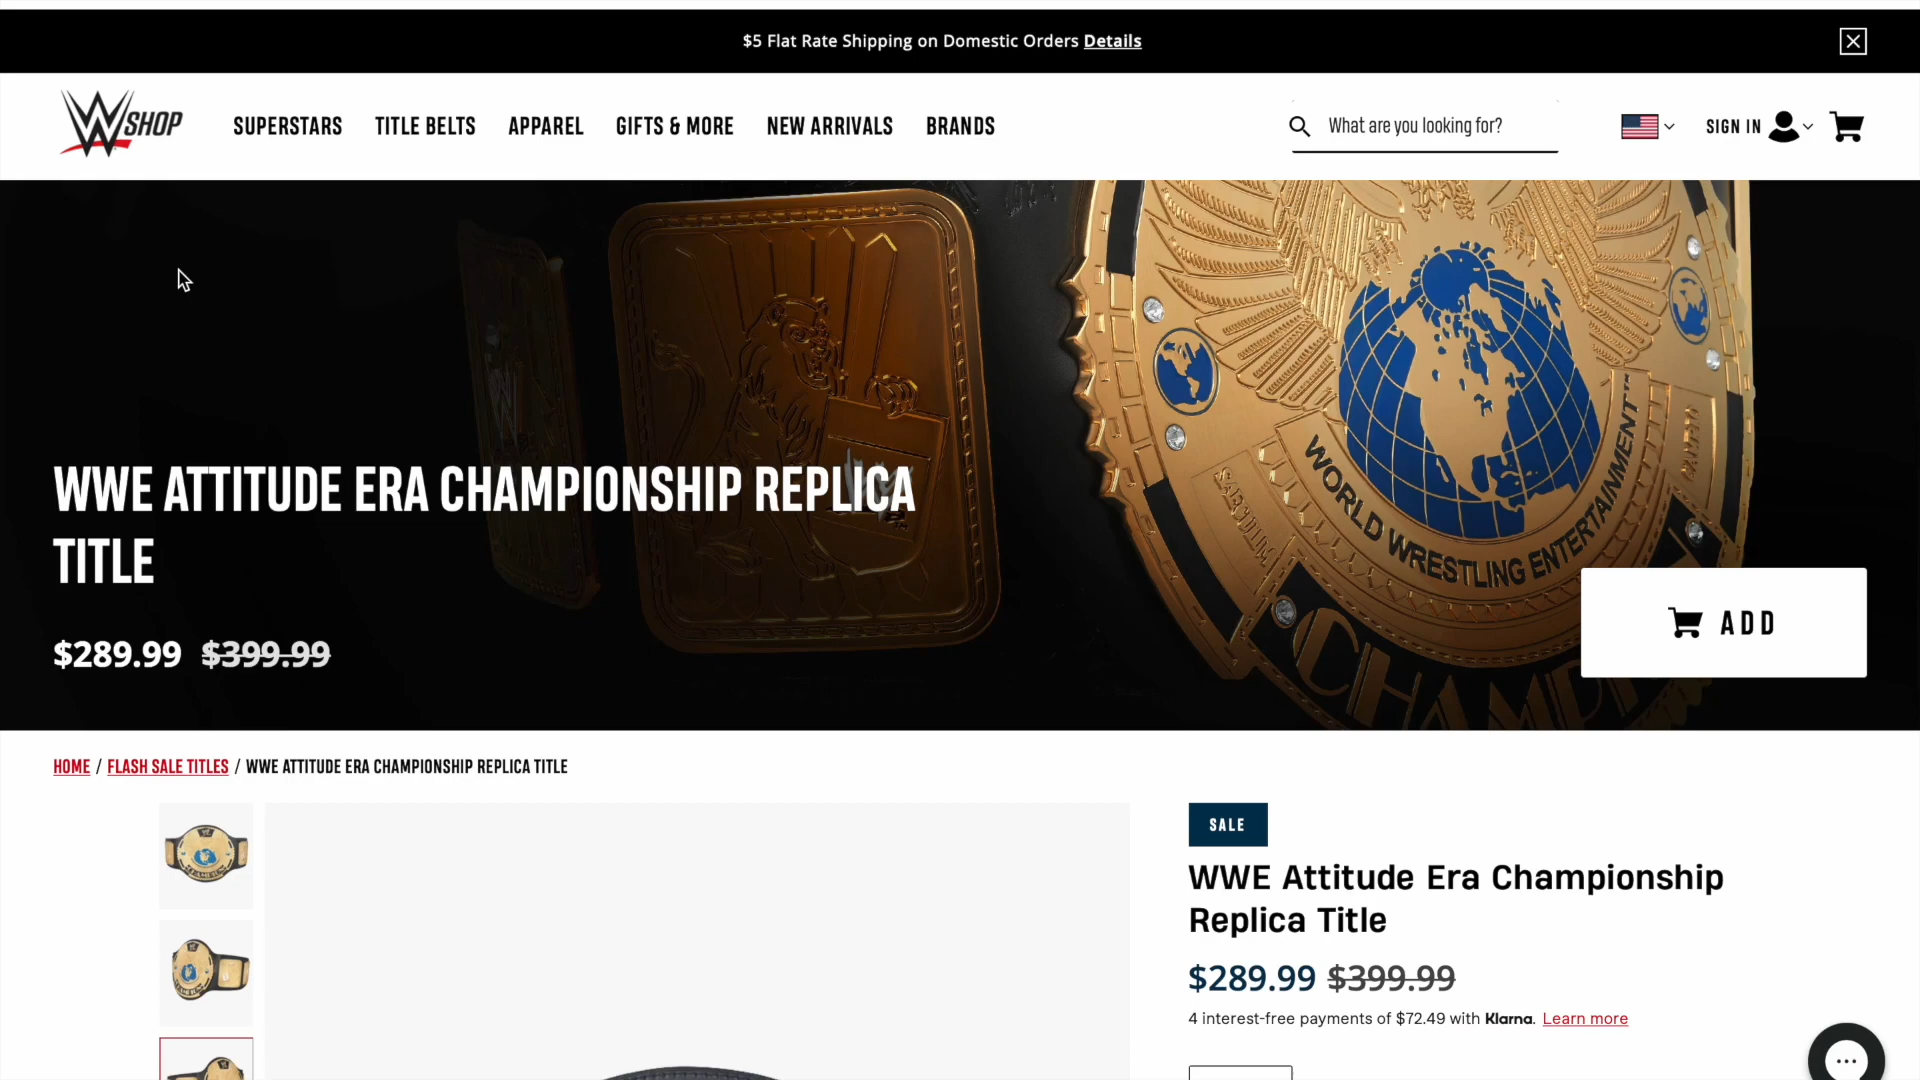 $5 Flat Rate Shipping on Domestic Orders Details
SHOP
SUPERSTARS
TITLE BELTS
APPAREL
GIFTS & MORE
NEW ARRIVALS
BRANDS
What are you looking for?
SIGN IN
WORLD WRESTLING ENTERTAINMENT™
WWE ATTITUDE ERA CHAMPIONSHIP REPLICA
TITLE
$289.99 $399.99
ADD
HOME / FLASH SALE TITLES / WWE ATTITUDE ERA CHAMPIONSHIP REPLICA TITLE
SALE
WWE Attitude Era Championship
Replica Title
$289.99 $399.99
4 interest-free payments of $72.49 with Klarna. Learn more